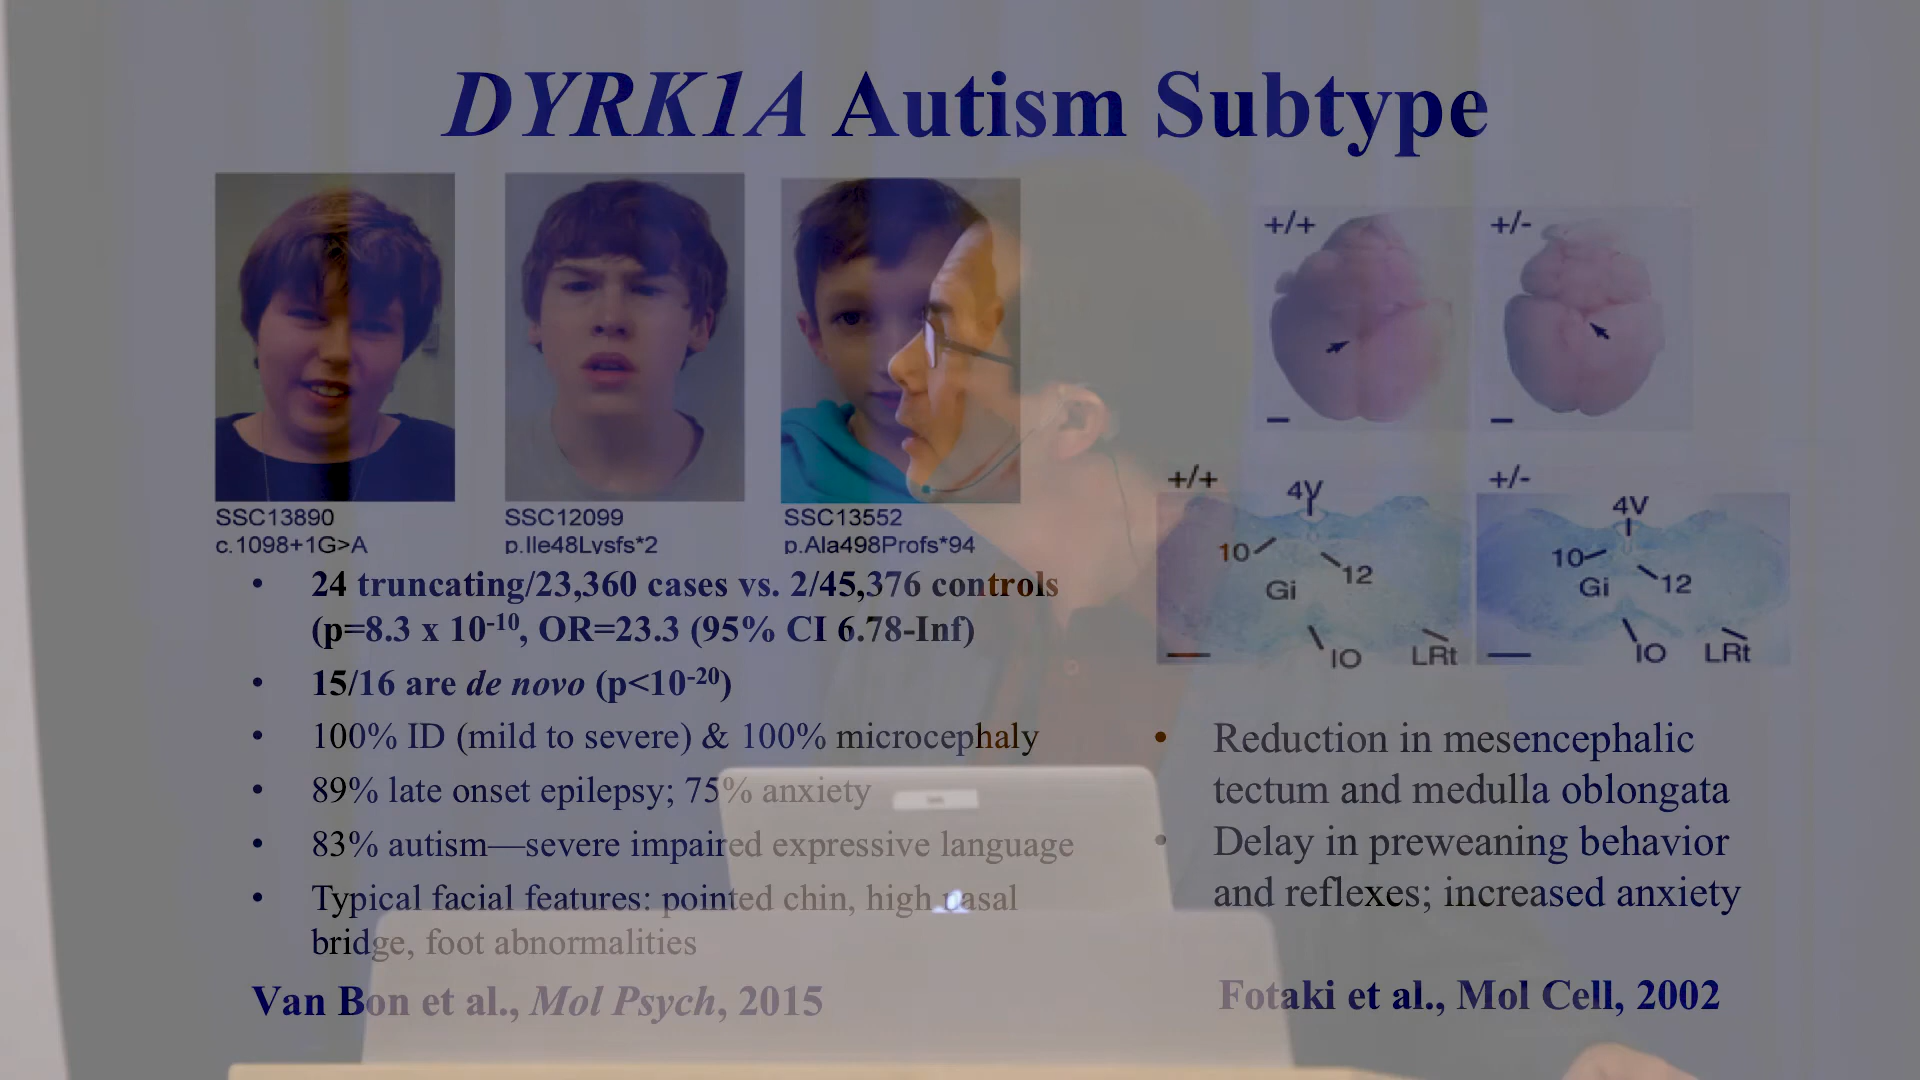 DYRK1A Autism Subtype
SSC13890
c.1098+1G>A
SSC12099
p.Ile48Lysfs*2
SSC13552
p.Ala498Profs*94
• 24 truncating/23,360 cases vs. 2/45,376 controls
(p=8.3 x 10-10, OR=23.3 (95% CI 6.78-Inf)
• 15/16 are de novo (p<10-20)
• 100% ID (mild to severe) & 100% microcephaly
• 89% late onset epilepsy; 75% anxiety
• 83% autism—severe impaired expressive language
• Typical facial features: pointed chin, high nasal
bridge, foot abnormalities
Van Bon et al., Mol Psych, 2015
+/+
+/-
+/+
4V
10
12
Gi
IO
LRt
+/-
4V
10
12
Gi
IO
LRt
• Reduction in mesencephalic
tectum and medulla oblongata
• Delay in preweaning behavior
and reflexes; increased anxiety
Fotaki et al., Mol Cell, 2002